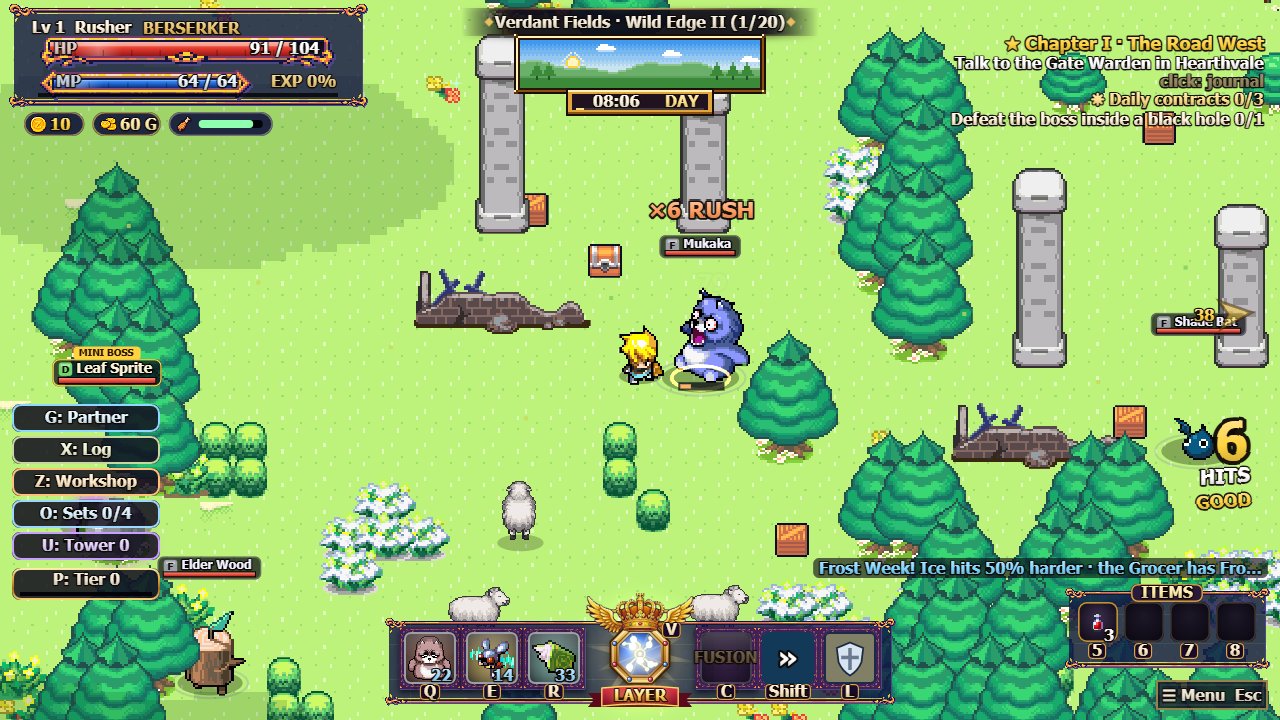 Lv 1 Rusher BERSERKER
HP 91 / 104
MP 64 / 64 EXP 0%
10 60 G
Verdant Fields · Wild Edge II (1/20)
08:06 DAY
★ Chapter I · The Road West
Talk to the Gate Warden in Hearthvale
click: journal
Daily contracts 0/3
Defeat the boss inside a black hole 0/1
×6 RUSH
F Mukaka
38
F Shade Bat
MINI BOSS
D Leaf Sprite
G: Partner
X: Log
Z: Workshop
O: Sets 0/4
U: Tower 0
P: Tier 0
F Elder Wood
6
HITS
GOOD
Frost Week! Ice hits 50% harder · the Grocer has Fro...
ITEMS
3
5 6 7 8
22 14 33 V FUSION
Q E R LAYER C Shift L
Menu Esc